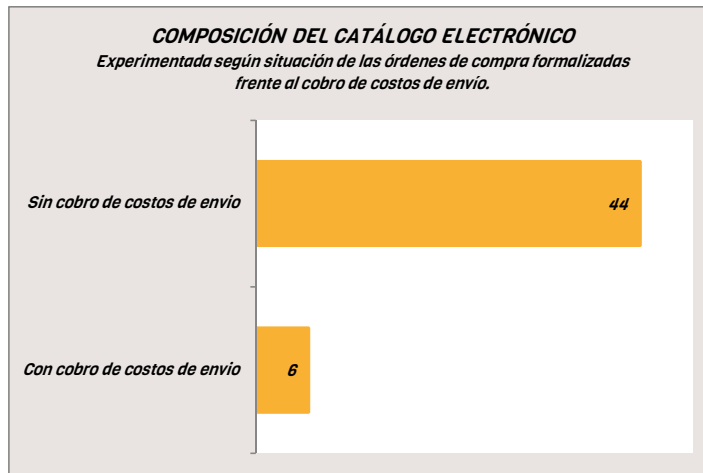 COMPOSICIÓN DEL CATÁLOGO ELECTRÓNICO
Experimentada según situación de las órdenes de compra formalizadas
frente al cobro de costos de envío.
Sin cobro de costos de envio
44
Con cobro de costos de envio
6